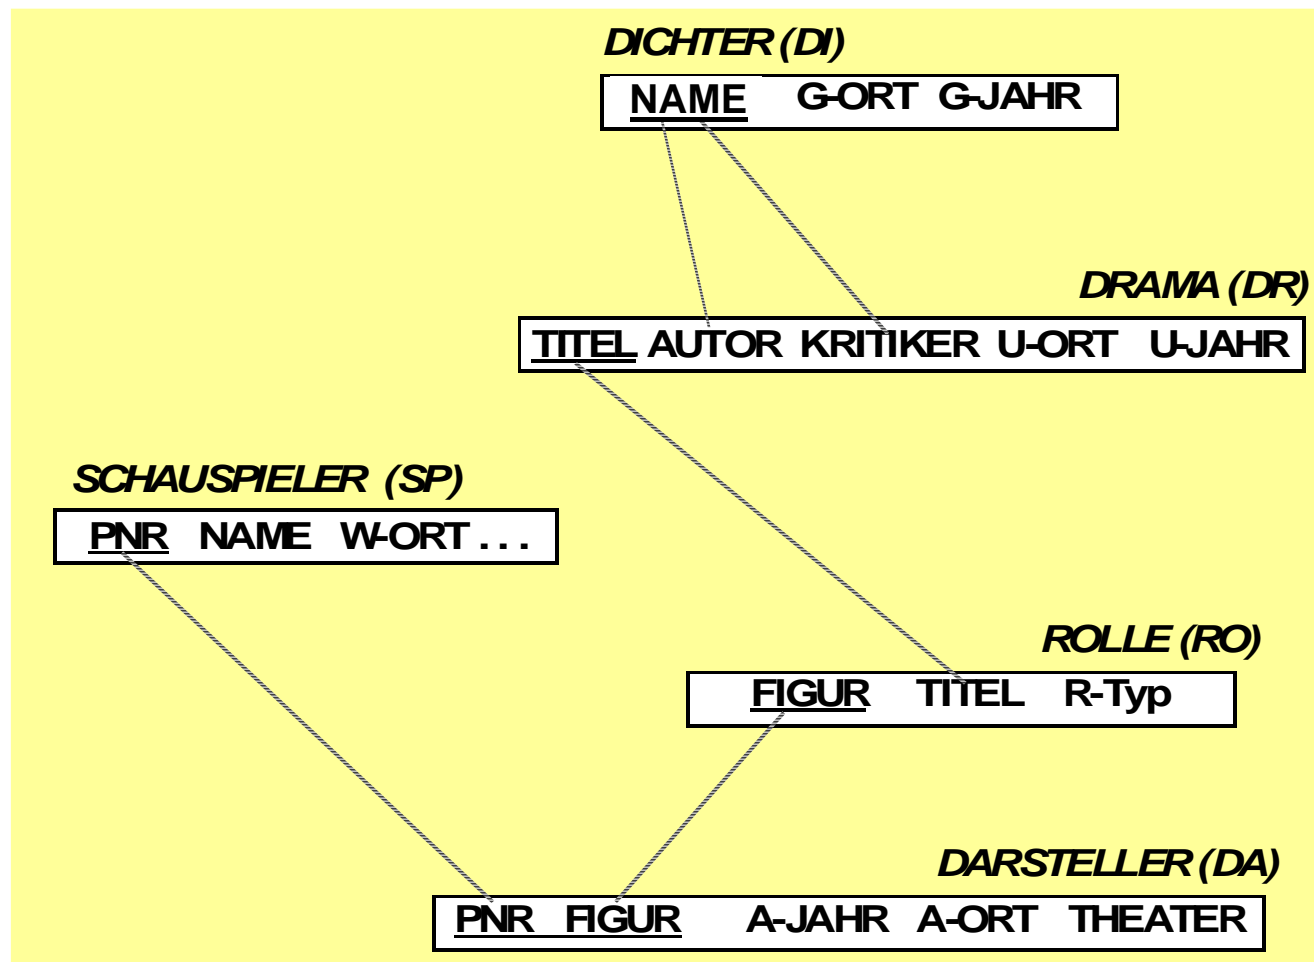 DICHTER (DI)
NAME G-ORT G-JAHR
DRAMA (DR)
TITEL AUTOR KRITIKER U-ORT U-JAHR
SCHAUSPIELER (SP)
PNR NAME W-ORT . . .
ROLLE (RO)
FIGUR TITEL R-Typ
DARSTELLER (DA)
PNR FIGUR A-JAHR A-ORT THEATER